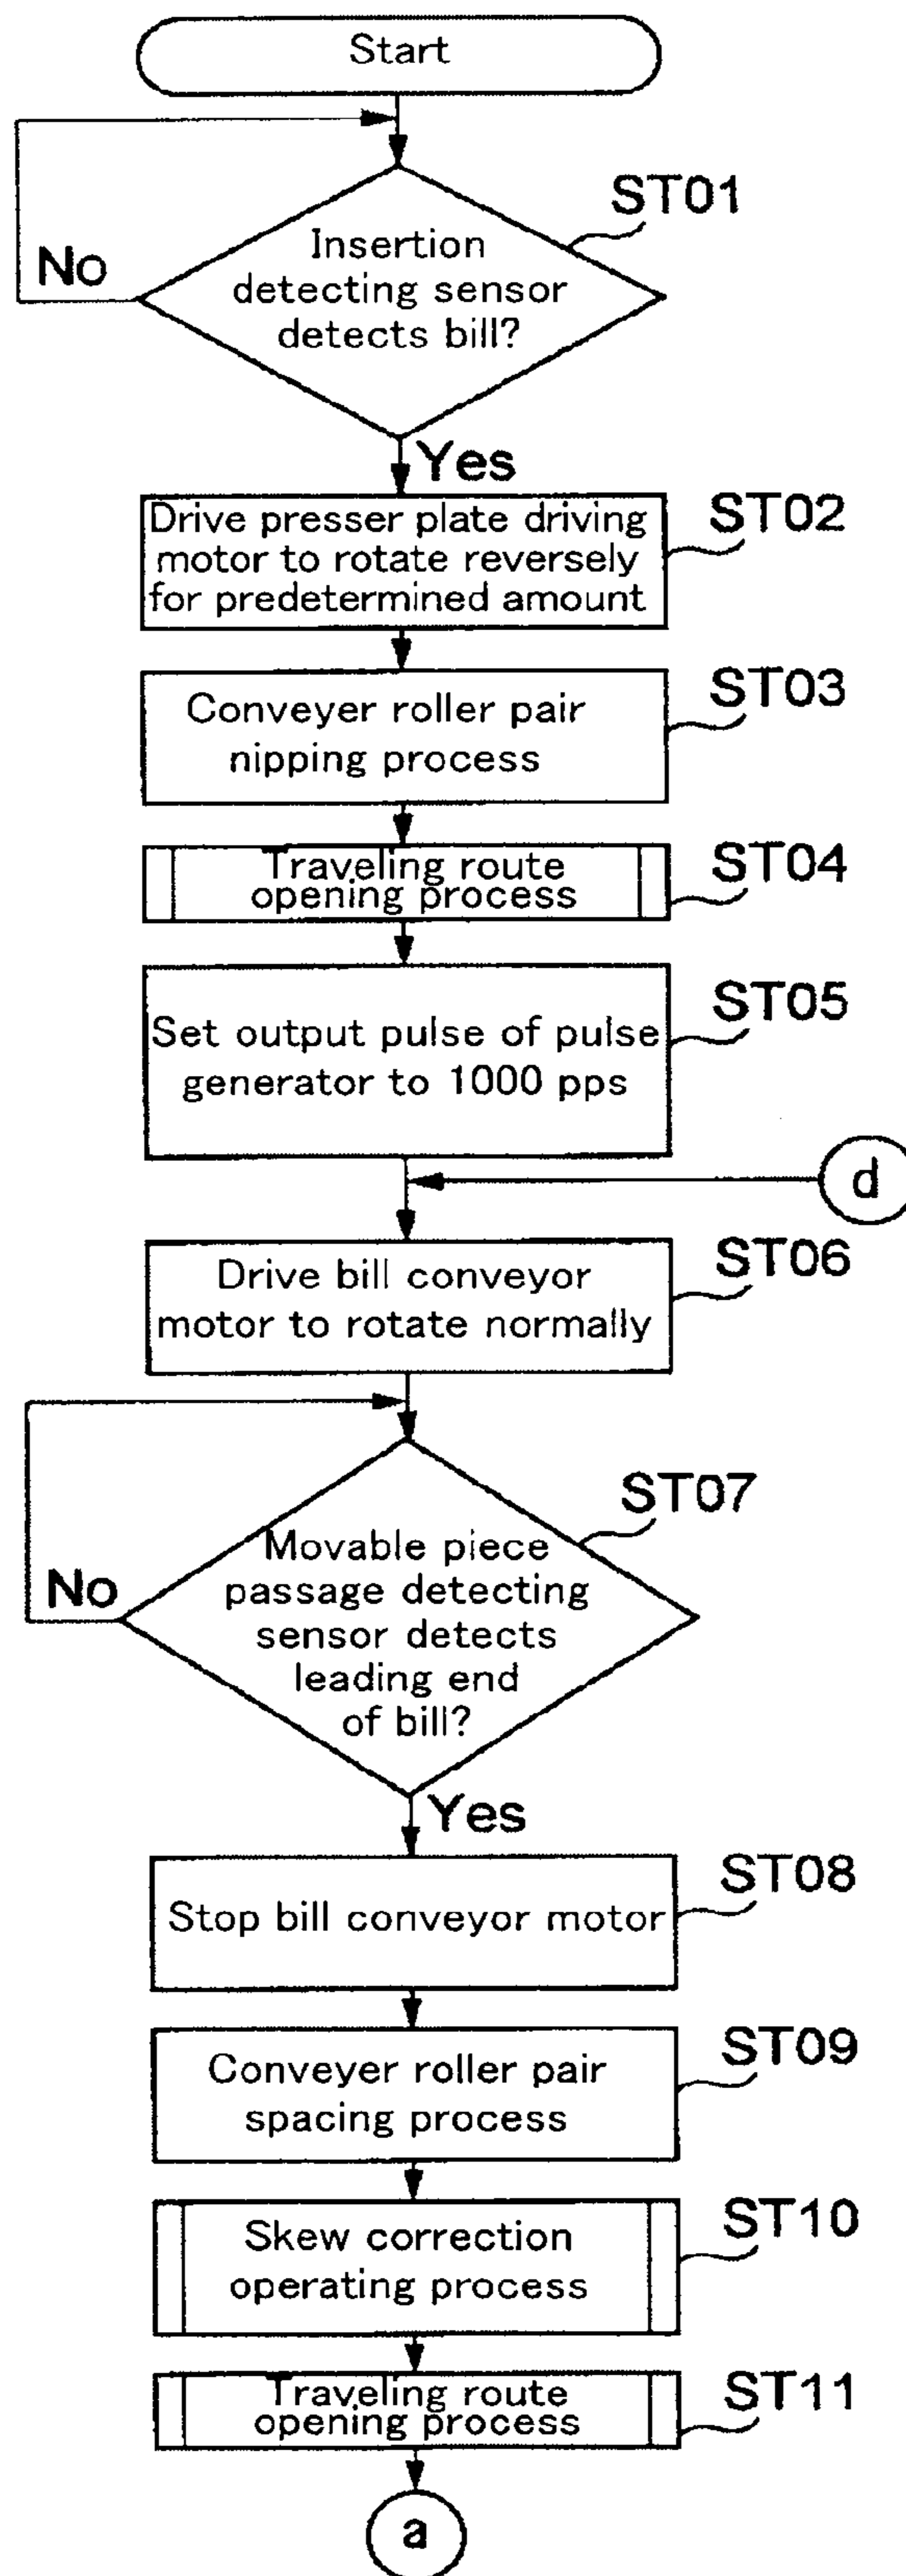 Start
ST01
Insertion
detecting sensor
detects bill?
No
Yes
Drive presser plate driving
motor to rotate reversely
for predetermined amount
ST02
Conveyer roller pair
nipping process
ST03
Traveling route
opening process
ST04
Set output pulse of pulse
generator to 1000 pps
ST05
d
Drive bill conveyor
motor to rotate normally
ST06
ST07
Movable piece
passage detecting
sensor detects
leading end
of bill?
No
Yes
Stop bill conveyor motor
ST08
Conveyer roller pair
spacing process
ST09
Skew correction
operating process
ST10
Traveling route
opening process
ST11
a